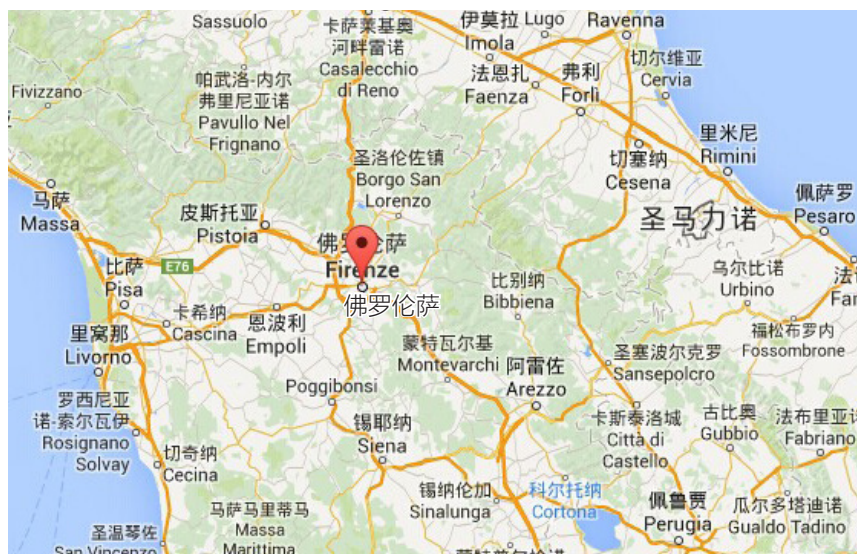 Sassuolo
卡萨莱基奥
河畔雷诺
Casalecchio
di Reno
伊莫拉
Imola
Lugo
Ravenna
切尔维亚
Cervia
Fivizzano
帕武洛-内尔
弗里尼亚诺
Pavullo Nel
Frignano
法恩扎
Faenza
弗利
Forlì
圣洛伦佐镇
Borgo San
Lorenzo
切塞纳
Cesena
里米尼
Rimini
马萨
Massa
皮斯托亚
Pistoia
佩萨罗
Pesaro
圣马力诺
Firenze
佛罗伦萨
E76
比萨
Pisa
比别纳
Bibbiena
乌尔比诺
Urbino
卡希纳
Cascina
恩波利
Empoli
里窝那
Livorno
蒙特瓦尔基
Montevarchi
福松布罗内
Fossombrone
阿雷佐
Arezzo
圣塞波尔克罗
Sansepolcro
Poggibonsi
罗西尼亚
诺-索尔瓦伊
Rosignano
Solvay
锡耶纳
Siena
卡斯泰洛城
Città di
Castello
古比奥
Gubbio
法布里亚
Fabriano
切奇纳
Cecina
锡纳伦加
Sinalunga
科尔托纳
Cortona
佩鲁贾
Perugia
瓜尔多塔迪诺
Gualdo Tadino
马萨马里蒂马
Massa
Marittima
圣温琴佐
San Vincenzo